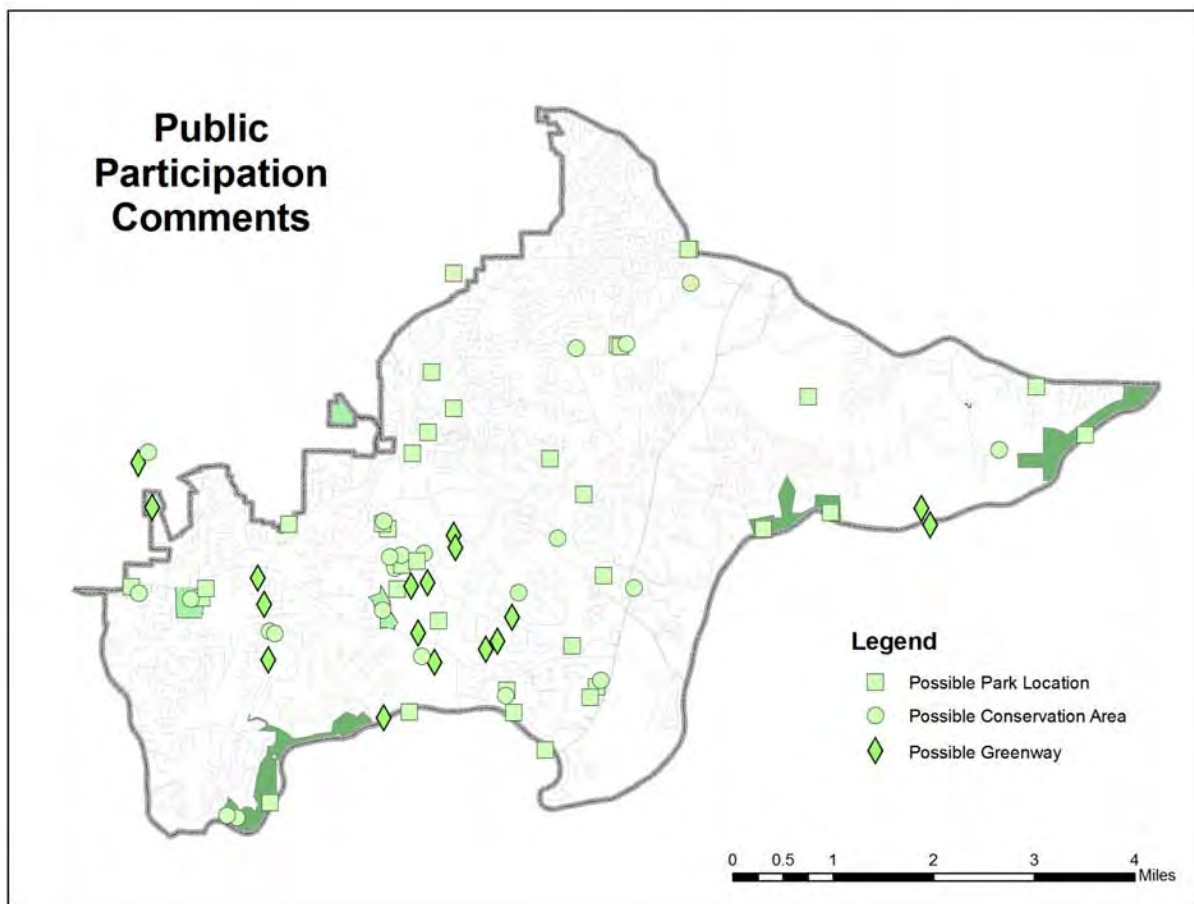 Public
Participation
Comments
Legend
Possible Park Location
Possible Conservation Area
Possible Greenway
0 0.5 1 2 3 4
Miles